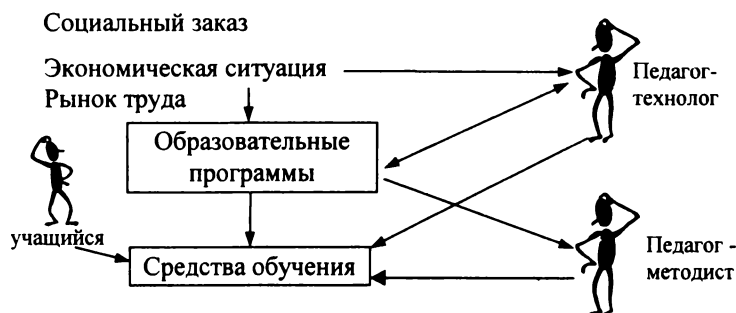 Социальный заказ
Экономическая ситуация
Рынок труда
Педагог-
технолог
Образовательные
программы
учащийся
Средства обучения
Педагог -
методист